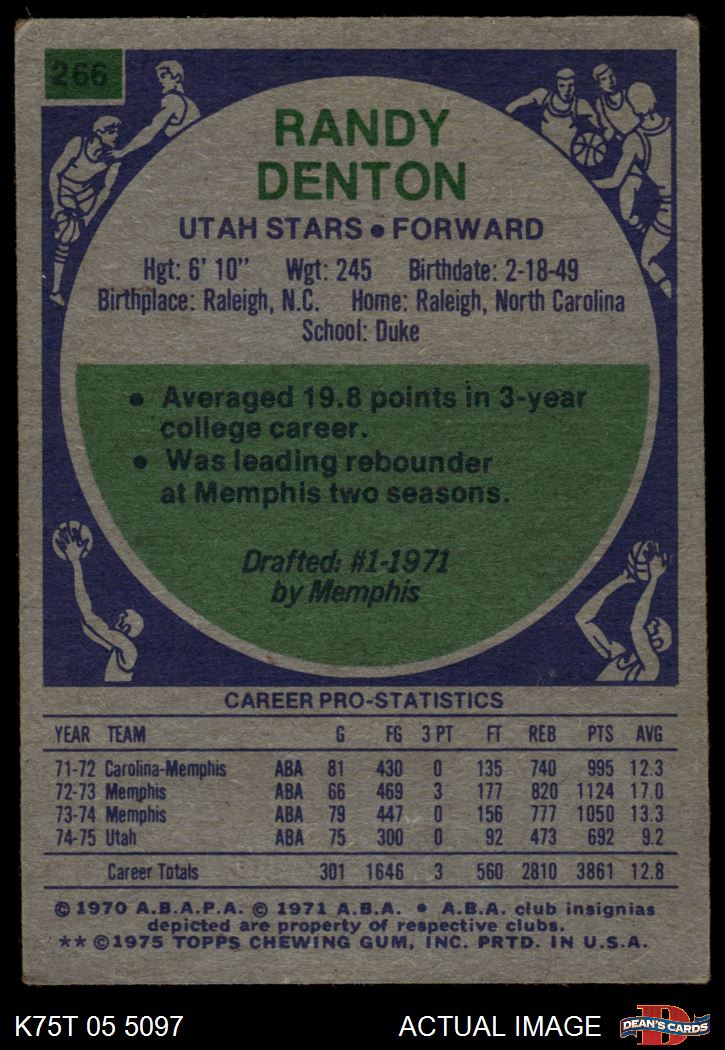 266
RANDY
DENTON
UTAH STARS • FORWARD
Hgt: 6' 10" Wgt: 245 Birthdate: 2-18-49
Birthplace: Raleigh, N.C. Home: Raleigh, North Carolina
School: Duke
• Averaged 19.8 points in 3-year
college career.
• Was leading rebounder
at Memphis two seasons.
Drafted: #1-1971
by Memphis
CAREER PRO-STATISTICS
YEAR TEAM G FG 3 PT FT REB PTS AVG
71-72 Carolina-Memphis ABA 81 430 0 135 740 995 12.3
72-73 Memphis ABA 66 469 3 177 820 1124 17.0
73-74 Memphis ABA 79 447 0 156 777 1050 13.3
74-75 Utah ABA 75 300 0 92 473 692 9.2
Career Totals 301 1646 3 560 2810 3861 12.8
© 1970 A.B.A.P.A. © 1971 A.B.A. • A.B.A. club insignias
depicted are property of respective clubs.
** © 1975 TOPPS CHEWING GUM, INC. PRTD. IN U.S.A.
K75T 05 5097 ACTUAL IMAGE DEAN'S CARDS